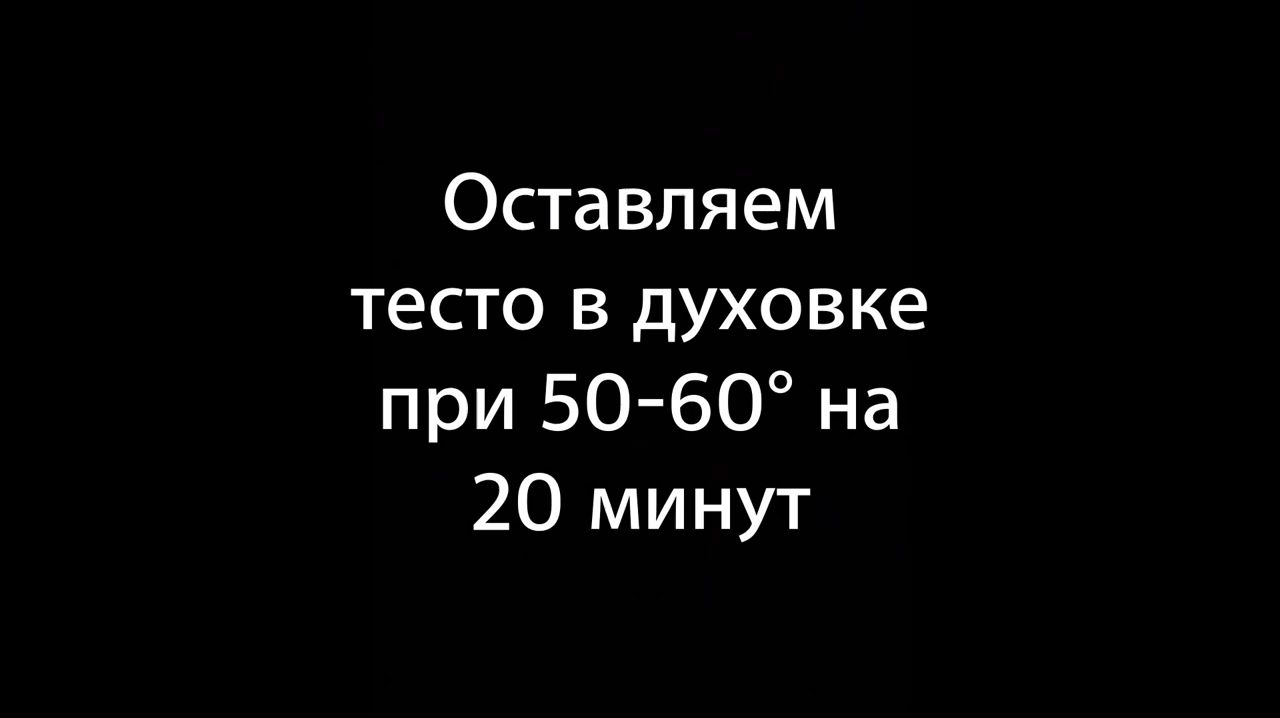 Оставляем
тесто в духовке
при 50-60° на
20 минут